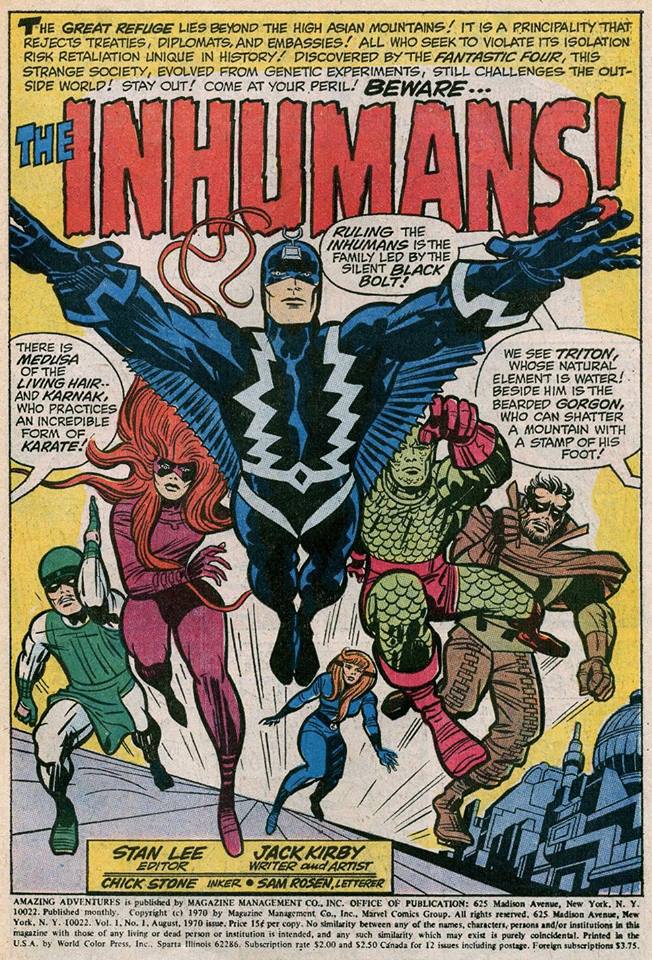 THE GREAT REFUGE LIES BEYOND THE HIGH ASIAN MOUNTAINS! IT IS A PRINCIPALITY THAT
REJECTS TREATIES, DIPLOMATS, AND EMBASSIES! ALL WHO SEEK TO VIOLATE ITS ISOLATION
RISK RETALIATION UNIQUE IN HISTORY! DISCOVERED BY THE FANTASTIC FOUR, THIS
STRANGE SOCIETY, EVOLVED FROM GENETIC EXPERIMENTS, STILL CHALLENGES THE OUT-
SIDE WORLD! STAY OUT! COME AT YOUR PERIL! BEWARE...
THE INHUMANS!
RULING THE
INHUMANS IS THE
FAMILY LED BY THE
SILENT BLACK
BOLT!
THERE IS
MEDUSA
OF THE
LIVING HAIR--
AND KARNAK,
WHO PRACTICES
AN INCREDIBLE
FORM OF
KARATE!
WE SEE TRITON,
WHOSE NATURAL
ELEMENT IS WATER!
BESIDE HIM IS THE
BEARDED GORGON,
WHO CAN SHATTER
A MOUNTAIN WITH
A STAMP OF HIS
FOOT!
STAN LEE
EDITOR
JACK KIRBY
WRITER and ARTIST
CHICK STONE INKER • SAM ROSEN, LETTERER
AMAZING ADVENTURES is published by MAGAZINE MANAGEMENT CO., INC. OFFICE OF PUBLICATION: 625 Madison Avenue, New York, N. Y.
10022. Published monthly. Copyright (c) 1970 by Magazine Management Co., Inc., Marvel Comics Group. All rights reserved, 625 Madison Avenue, New
York, N. Y. 10022. Vol. 1, No. 1, August, 1970 issue. Price 15¢ per copy. No similarity between any of the names, characters, persons and/or institutions in this
magazine with those of any living or dead person or institution is intended, and any such similarity which may exist is purely coincidental. Printed in the
U.S.A. by World Color Press, Inc., Sparta Illinois 62286. Subscription rate $2.00 and $2.50 Canada for 12 issues including postage. Foreign subscriptions $3.75.